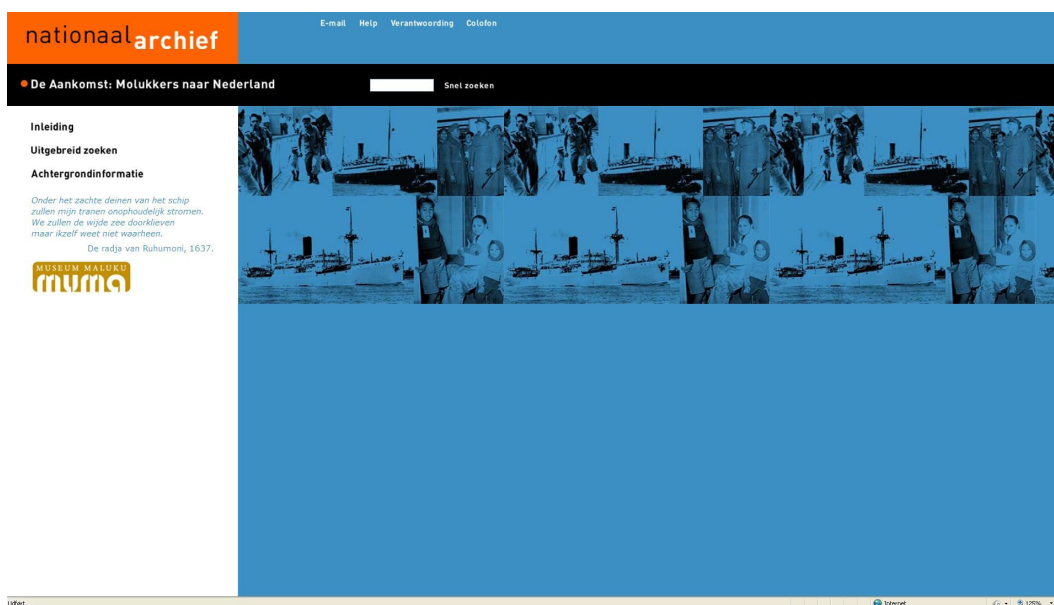 nationaal archief
E-mail Help Verantwoording Colofon
De Aankomst: Molukkers naar Nederland
Snel zoeken
Inleiding
Uitgebreid zoeken
Achtergrondinformatie
Onder het zachte deinen van het schip
zullen mijn tranen onophoudelijk stromen.
We zullen de wijde zee doorklieven
maar ikzelf weet niet waarheen.
De radja van Ruhumoni, 1637.
MUSEUM MALUKU
muma
Udført
Internet
125%